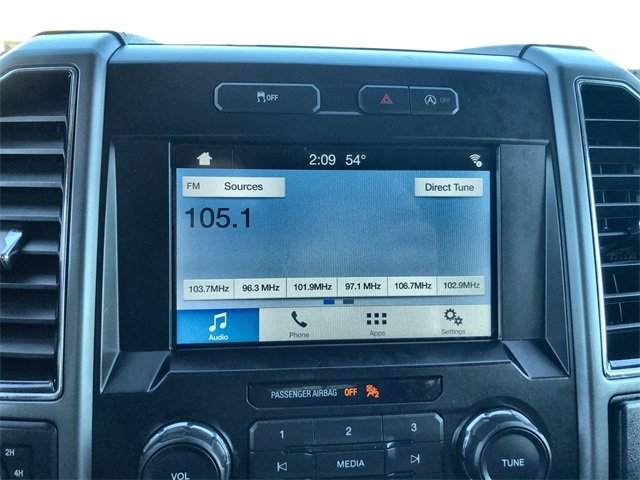 OFF
A OFF
2:09 54°
FM Sources Direct Tune
105.1
103.7MHz 96.3 MHz 101.9MHz 97.1 MHz 106.7MHz 102.9MHz
Audio Phone Apps Settings
PASSENGER AIRBAG OFF 2
1 2 3
2H
4H
VOL MEDIA TUNE